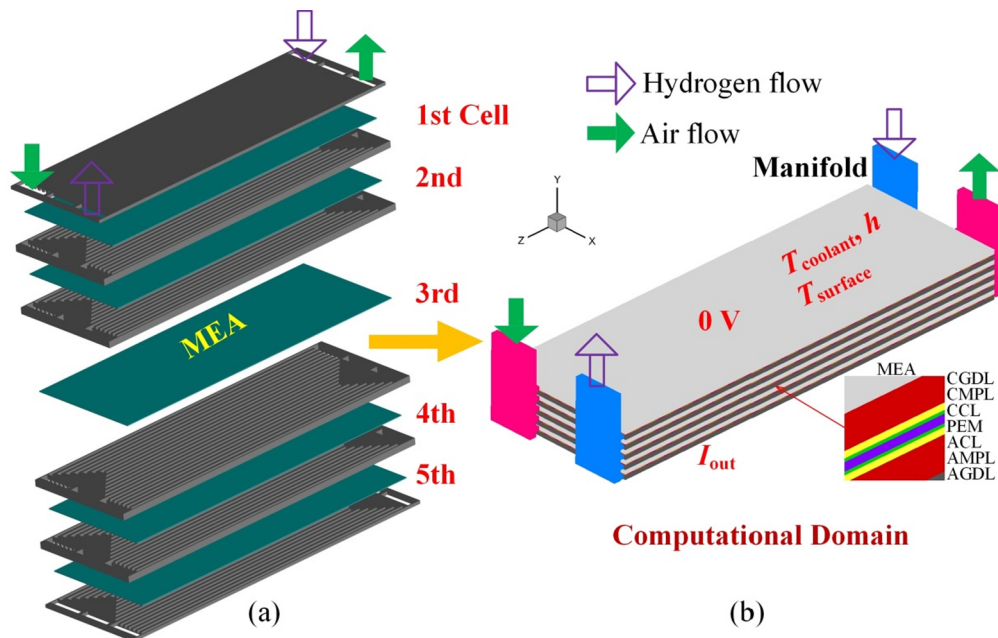 (a)
1st Cell
2nd
3rd
MEA
4th
5th
(a)
(b)
Hydrogen flow
Air flow
Manifold
Y
Z
X
T coolant, h
T surface
0 V
I out
MEA
CGDL
CMPL
CCL
PEM
ACL
AMPL
AGDL
Computational Domain
(b)